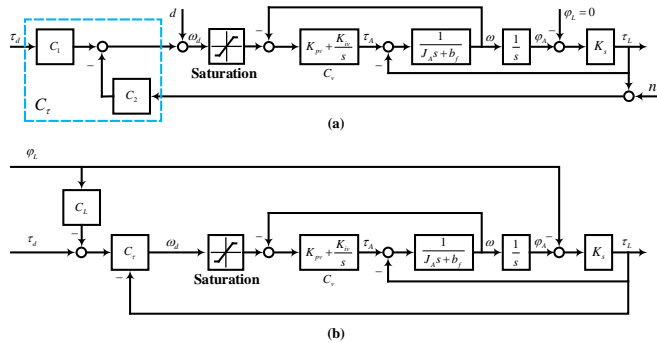 d φ_L = 0
τ_d C_1 ω_d K_pv + K_iv/s τ_A 1/(J_A s + b_f) ω 1/s φ_A K_s τ_L
Saturation C_v
C_2 n
C_τ
(a)
φ_L
C_L
τ_d C_τ ω_d K_pv + K_iv/s τ_A 1/(J_A s + b_f) ω 1/s φ_A K_s τ_L
Saturation C_v
(b)